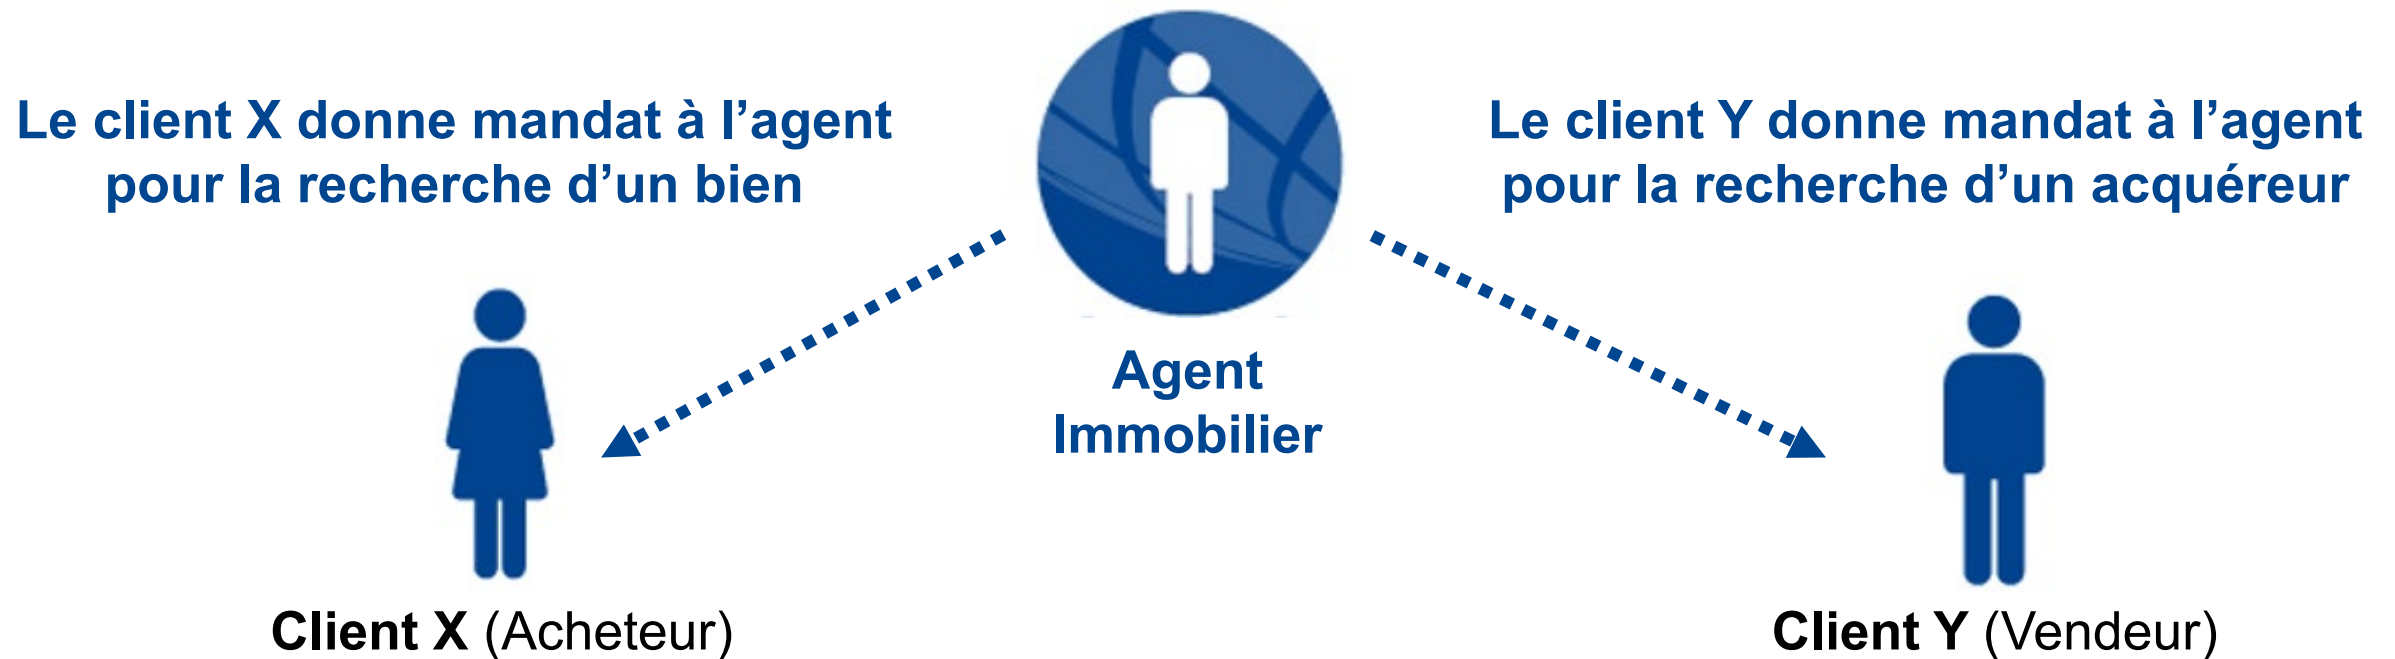 Le client X donne mandat à l’agent
pour la recherche d’un bien
Le client Y donne mandat à l’agent
pour la recherche d’un acquéreur
Agent
Immobilier
Client X (Acheteur)
Client Y (Vendeur)